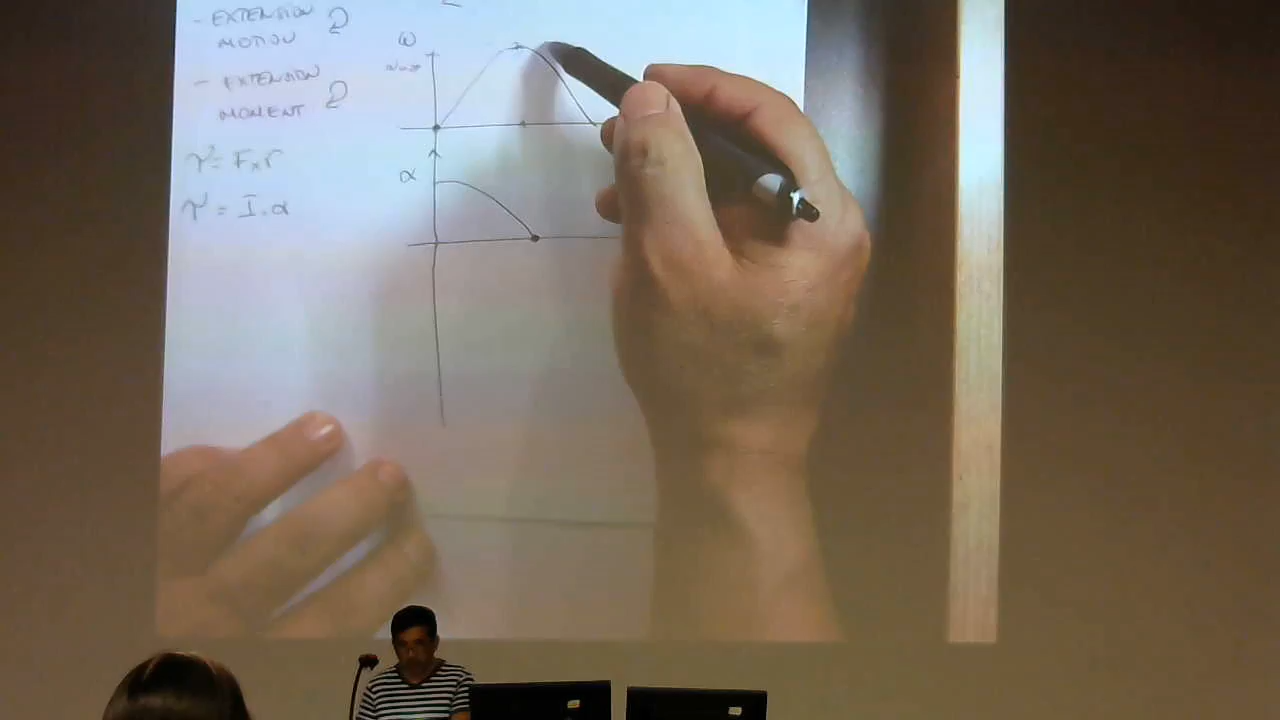 - EXTENSION
MOTION
- EXTENSION
MOMENT
τ = F x r
τ = I . α
ω
α